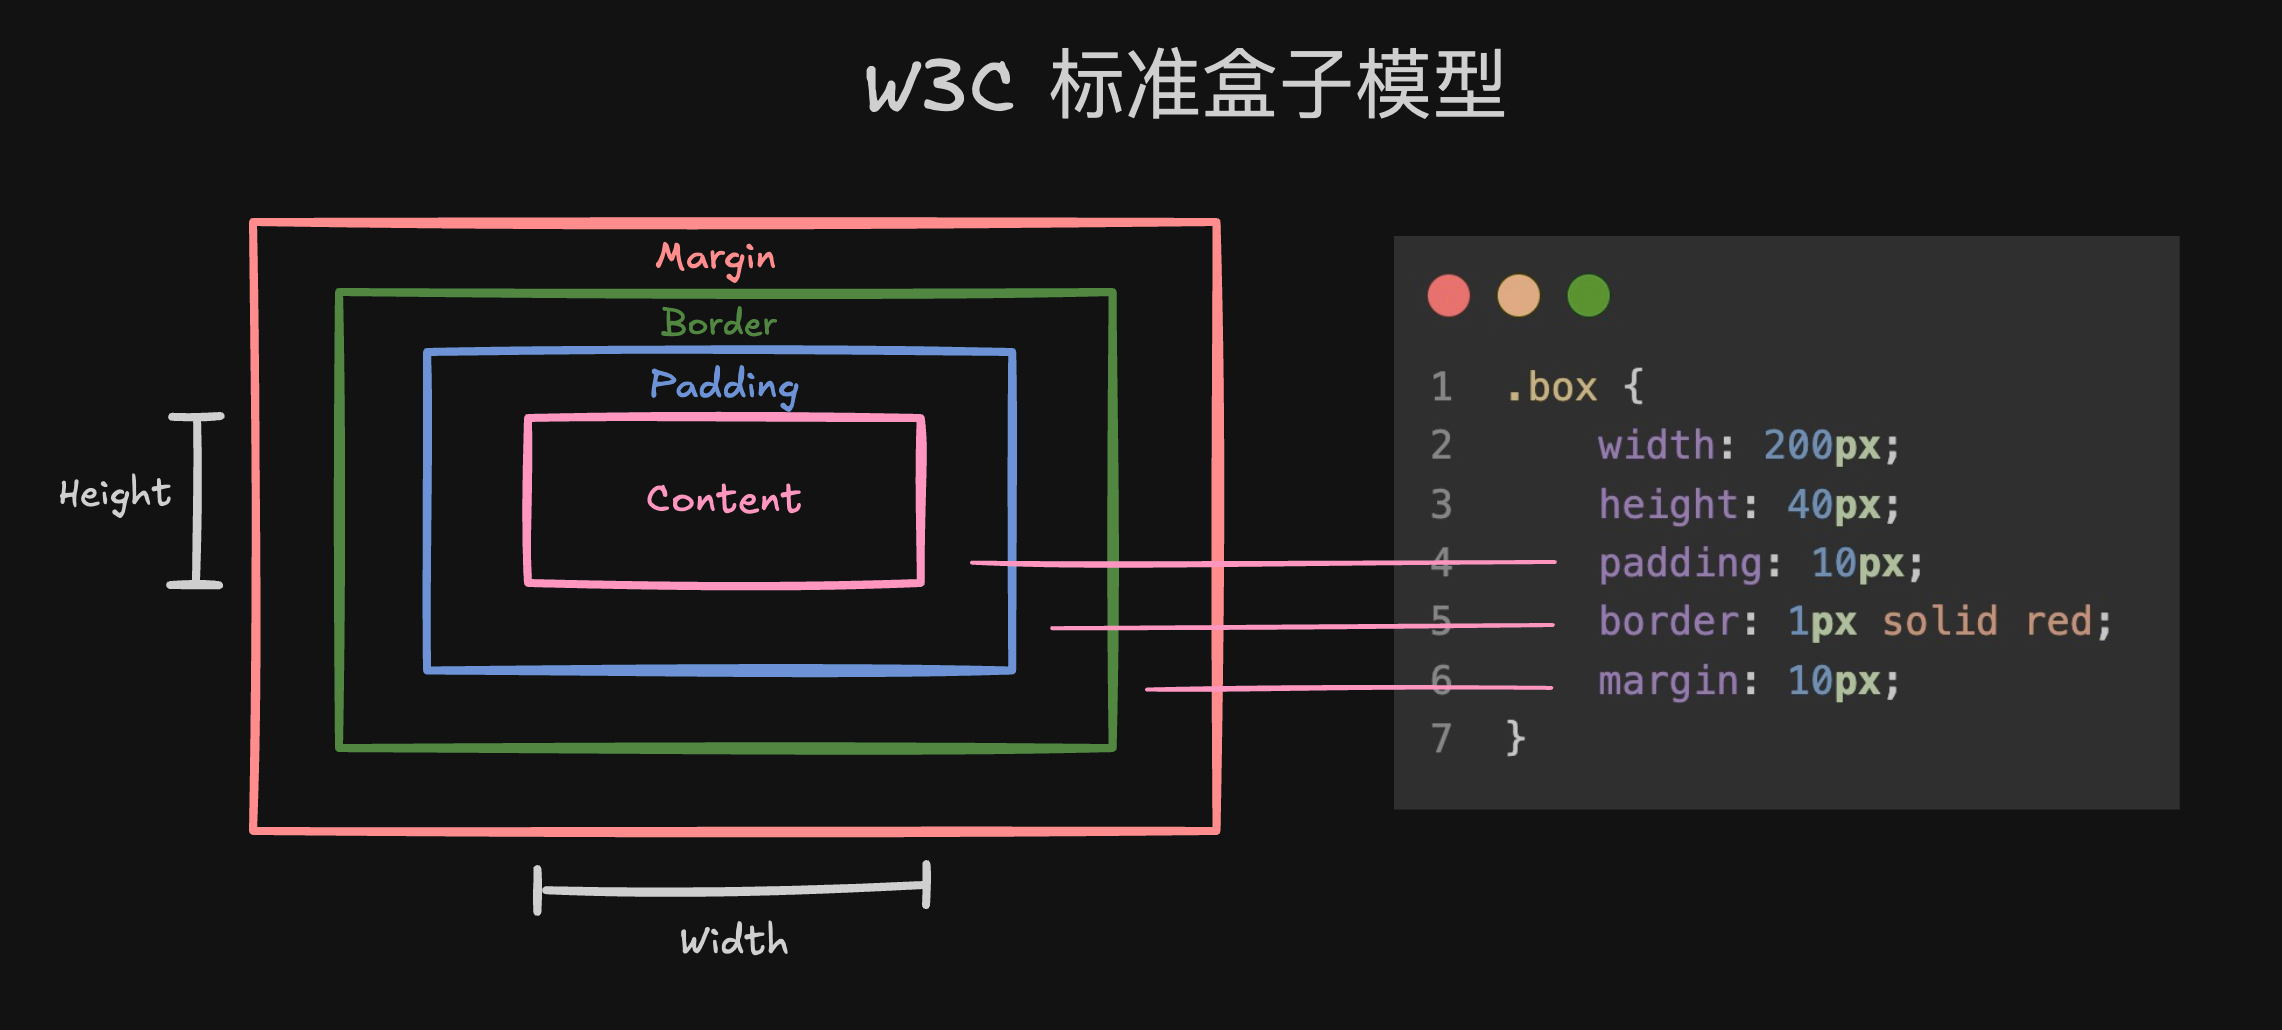 W3C 标准盒子模型
Margin
Border
Padding
Content
Height
Width
1 .box {
2 width: 200px;
3 height: 40px;
4 padding: 10px;
5 border: 1px solid red;
6 margin: 10px;
7 }